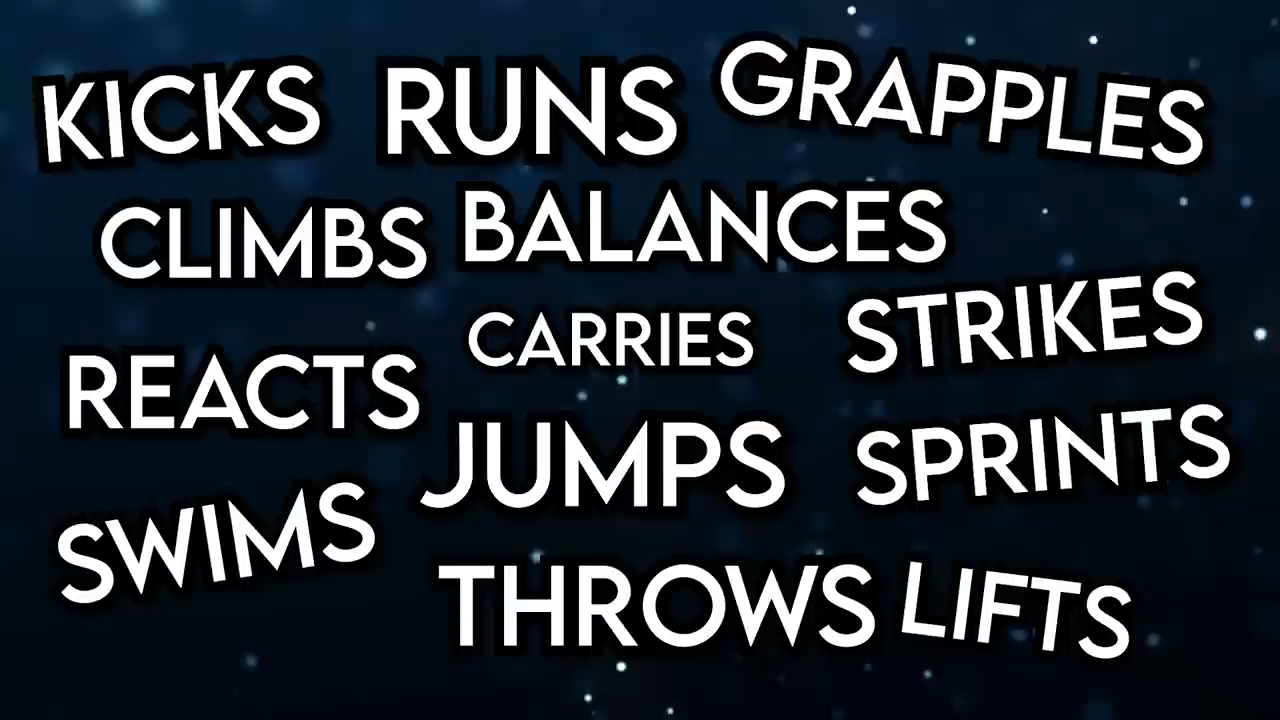 KICKS RUNS GRAPPLES
CLIMBS BALANCES
CARRIES STRIKES
REACTS
JUMPS SPRINTS
SWIMS
THROWS LIFTS